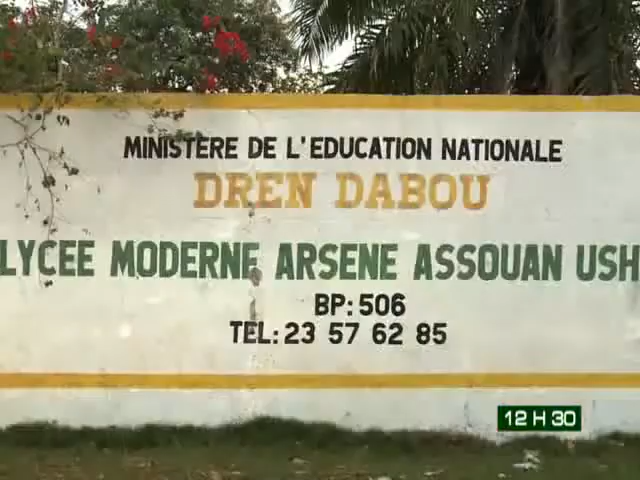 MINISTERE DE L'EDUCATION NATIONALE
DREN DABOU
LYCEE MODERNE ARSENE ASSOUAN USH
BP: 506
TEL: 23 57 62 85
12 H 30